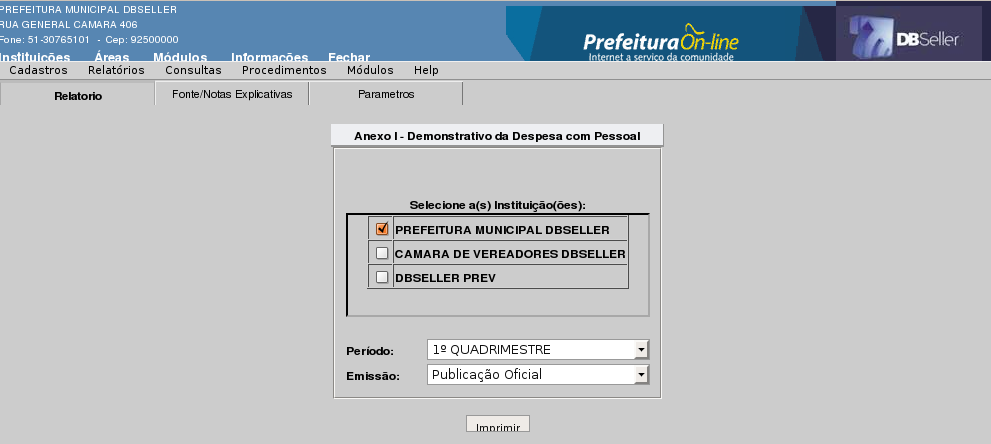 PREFEITURA MUNICIPAL DBSELLER
RUA GENERAL CAMARA 406
Fone: 51-30765101 - Cep: 92500000
Instituições Áreas Módulos Informações Fechar
Prefeitura On-line
Internet a serviço da comunidade
DBSeller
Cadastros Relatórios Consultas Procedimentos Módulos Help
Relatorio Fonte/Notas Explicativas Parametros
Anexo I - Demonstrativo da Despesa com Pessoal
Selecione a(s) Instituição(ões):
PREFEITURA MUNICIPAL DBSELLER
CAMARA DE VEREADORES DBSELLER
DBSELLER PREV
Período: 1º QUADRIMESTRE
Emissão: Publicação Oficial
Imprimir